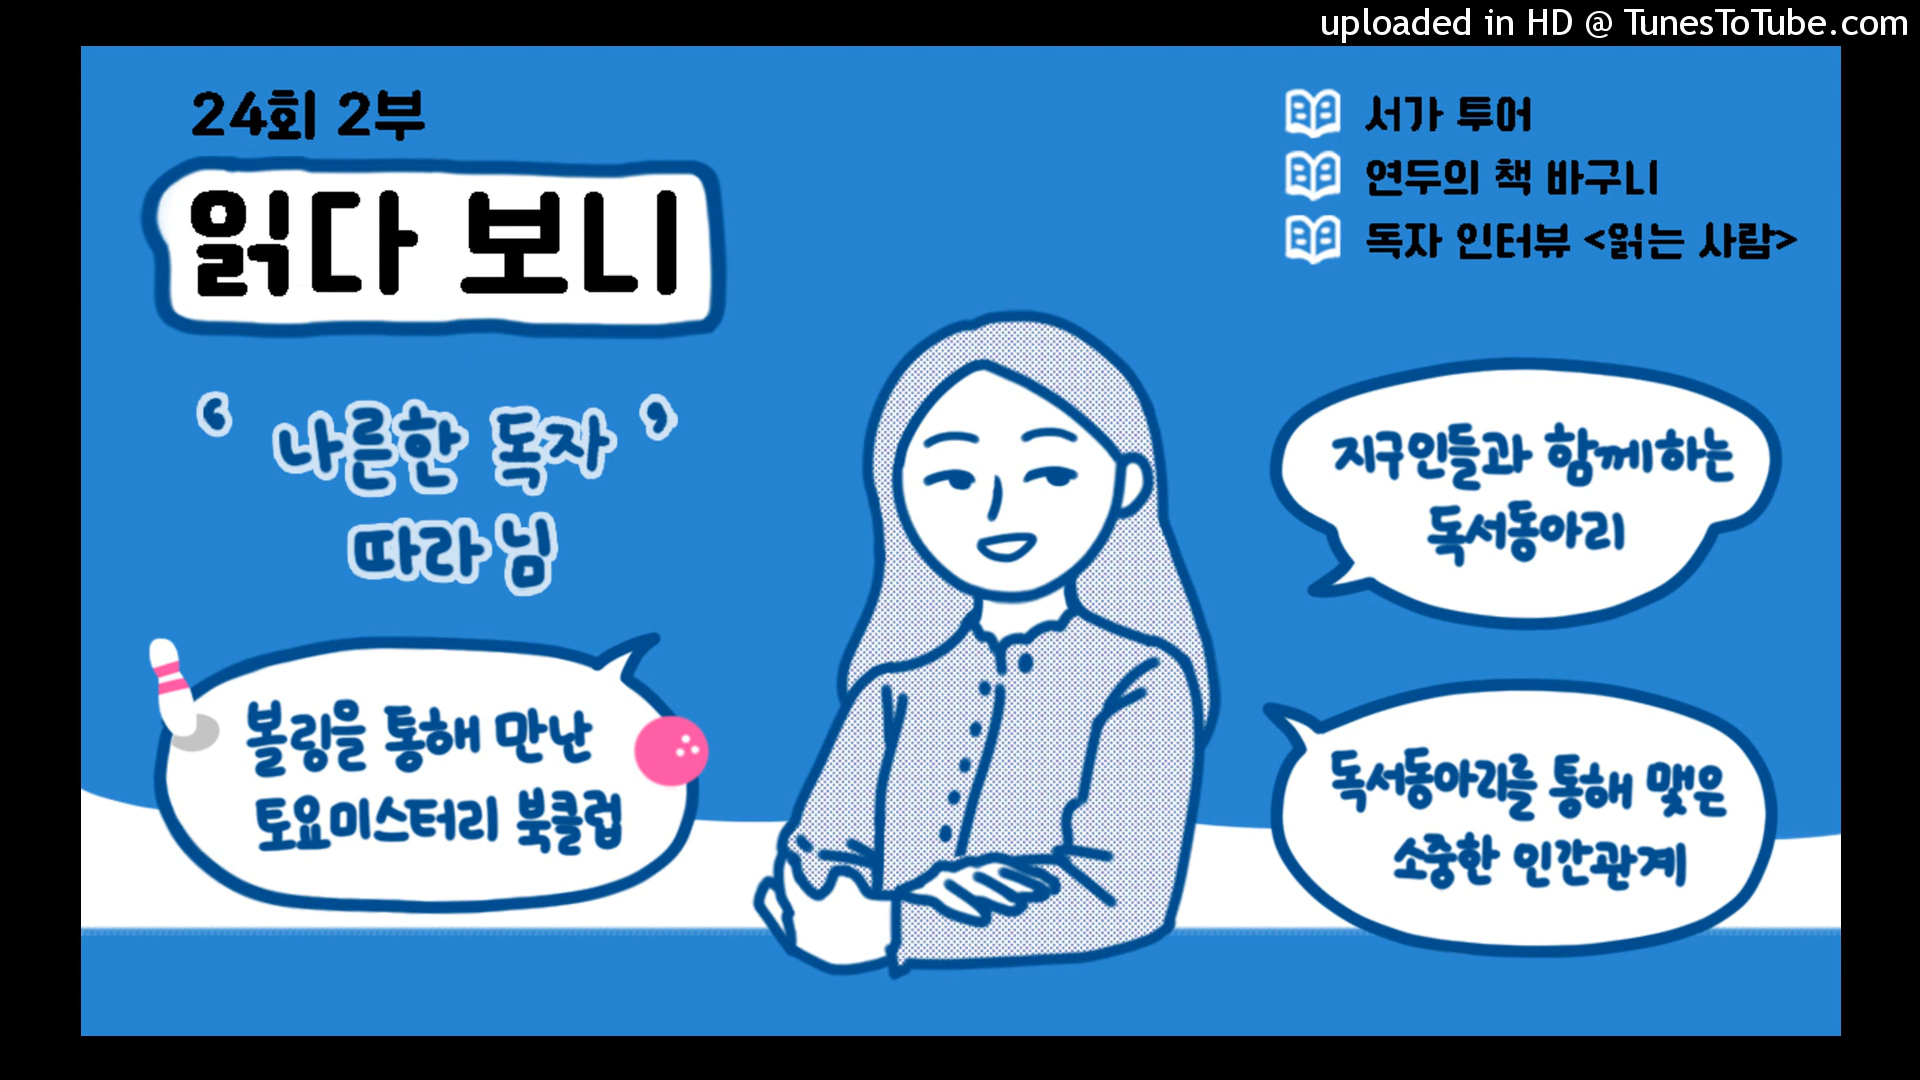 uploaded in HD @ TunesToTube.com
24회 2부
읽다 보니
서가 투어
연두의 책 바구니
독자 인터뷰 <읽는 사람>
‘ 나른한 독자 ’
따라님
지구인들과 함께하는
독서동아리
볼링을 통해 만난
토요미스터리 북클럽
독서동아리를 통해 맺은
소중한 인간관계